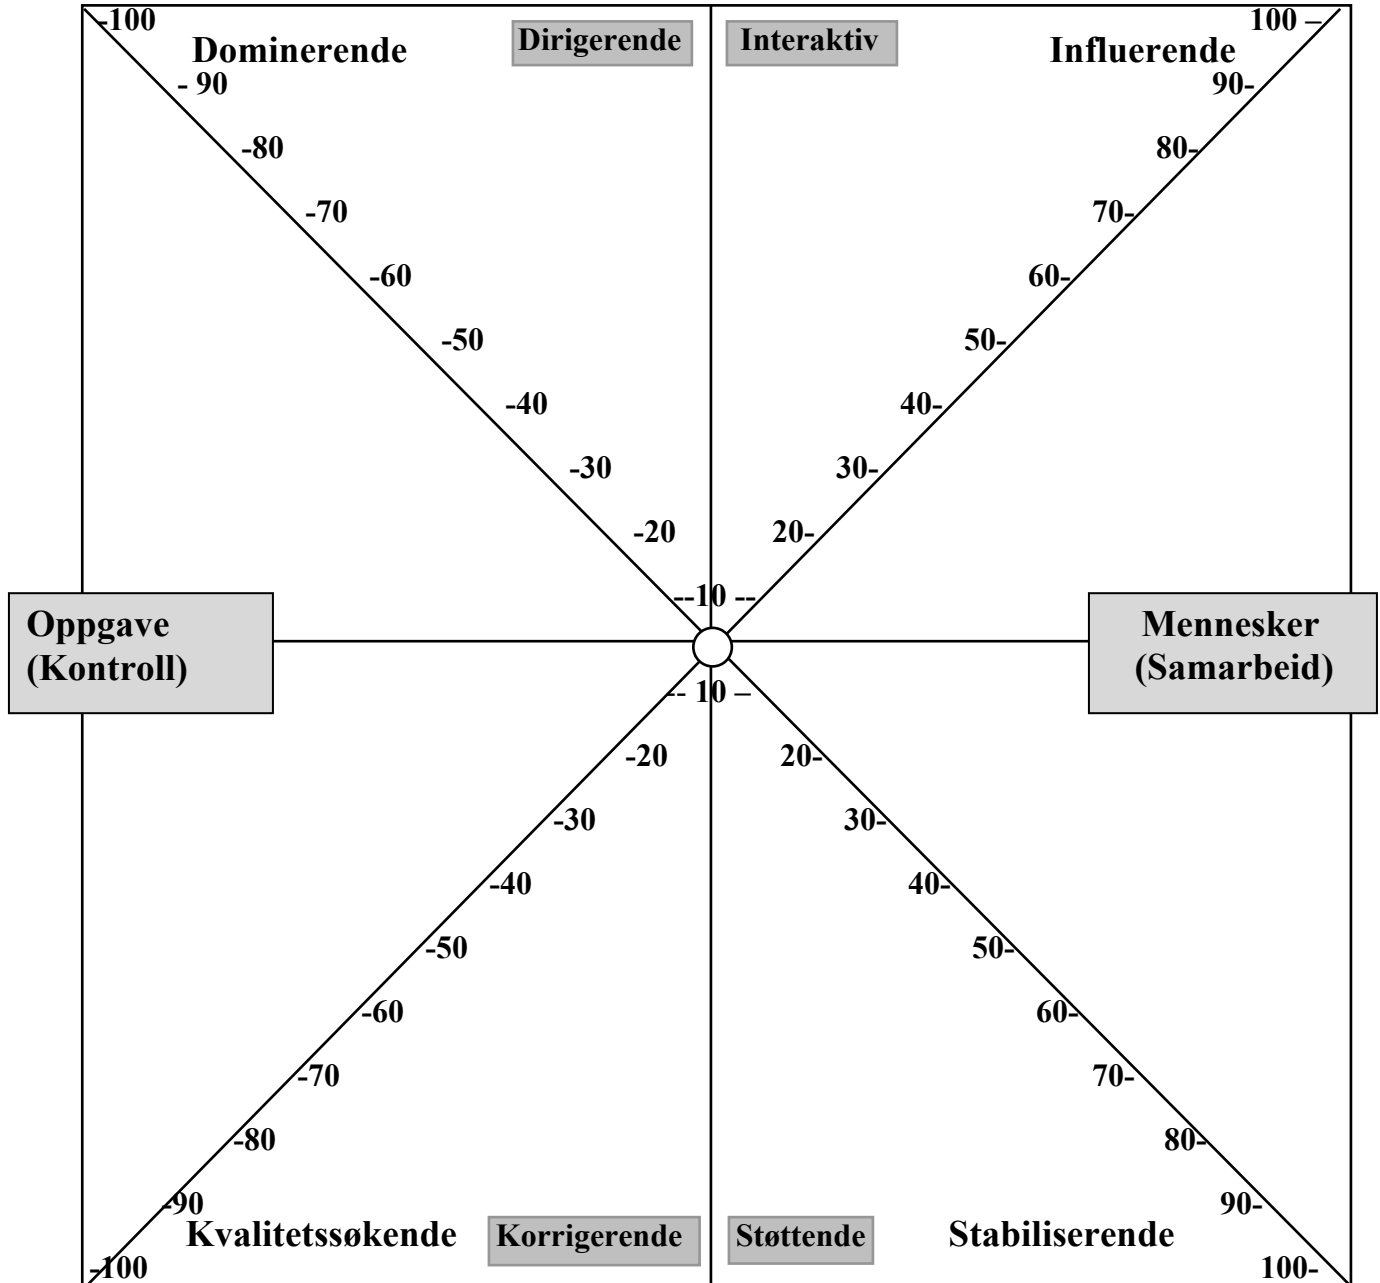 -100 100 –
Dominerende Dirigerende Interaktiv Influerende
- 90 90-
-80 80-
-70 70-
-60 60-
-50 50-
-40 40-
-30 30-
-20 20-
--10 --
Oppgave
(Kontroll)
Mennesker
(Samarbeid)
-- 10 –
-20 20-
-30 30-
-40 40-
-50 50-
-60 60-
-70 70-
-80 80-
-90 90-
Kvalitetssøkende Korrigerende Støttende Stabiliserende
-100 100-